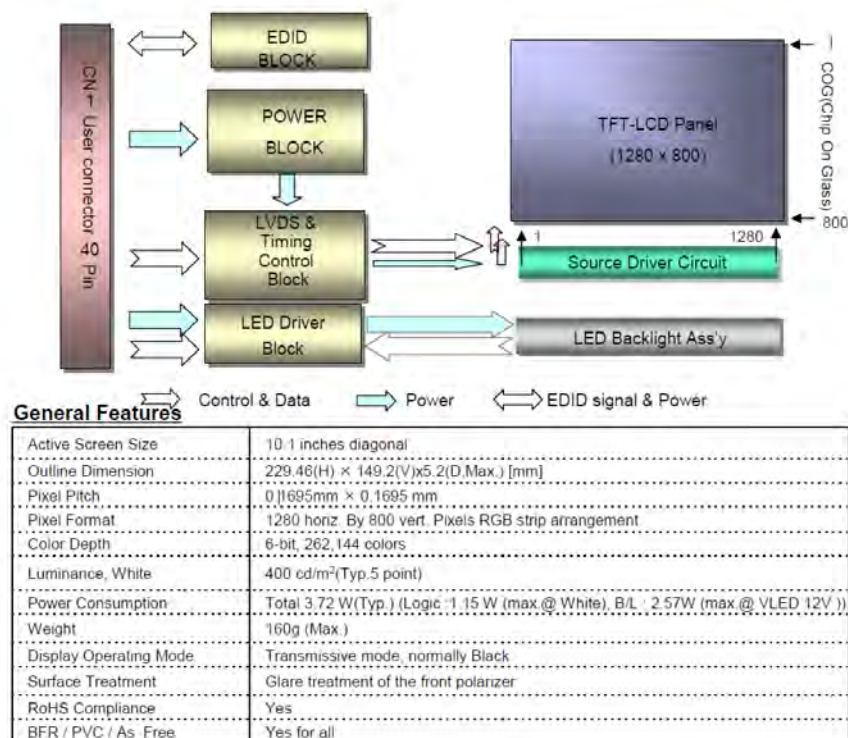 EDID
BLOCK
POWER
BLOCK
LVDS &
Timing
Control
Block
LED Driver
Block
CN1 User connector 40 Pin
TFT-LCD Panel
(1280 x 800)
1
COG(Chip On Glass)
800
1
1280
Source Driver Circuit
LED Backlight Ass'y
Control & Data
Power
EDID signal & Power
General Features
Active Screen Size 10.1 inches diagonal
Outline Dimension 229.46(H) × 149.2(V)x5.2(D,Max.) [mm]
Pixel Pitch 0.1695mm × 0.1695 mm
Pixel Format 1280 horiz. By 800 vert. Pixels RGB strip arrangement
Color Depth 6-bit, 262,144 colors
Luminance, White 400 cd/m²(Typ.5 point)
Power Consumption Total 3.72 W(Typ.) (Logic :1.15 W (max.@ White), B/L : 2.57W (max.@ VLED 12V ))
Weight 160g (Max.)
Display Operating Mode Transmissive mode, normally Black
Surface Treatment Glare treatment of the front polarizer
RoHS Compliance Yes
BFR / PVC / As Free Yes for all